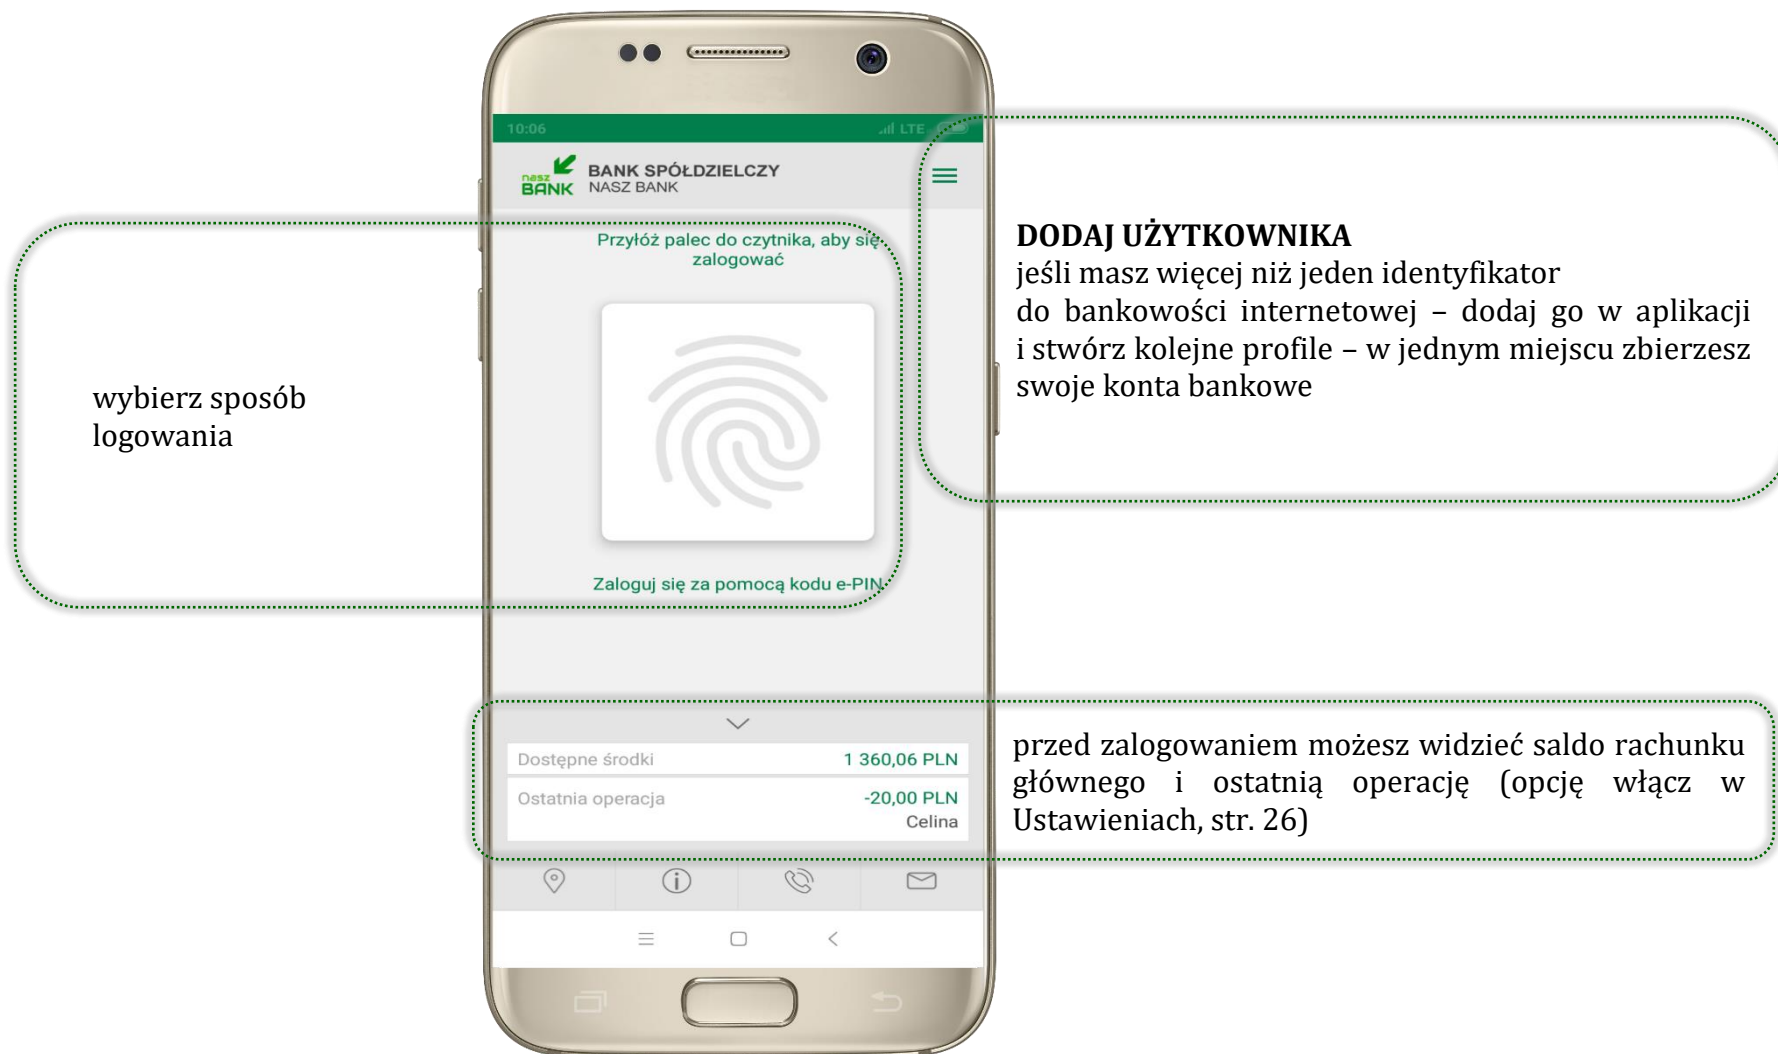 10:06
LTE
nasz
BANK
BANK SPÓŁDZIELCZY
NASZ BANK
Przyłóż palec do czytnika, aby się
zalogować
Zaloguj się za pomocą kodu e-PIN
wybierz sposób
logowania
DODAJ UŻYTKOWNIKA
jeśli masz więcej niż jeden identyfikator
do bankowości internetowej – dodaj go w aplikacji
i stwórz kolejne profile – w jednym miejscu zbierzesz
swoje konta bankowe
Dostępne środki 1 360,06 PLN
Ostatnia operacja -20,00 PLN
Celina
przed zalogowaniem możesz widzieć saldo rachunku
głównego i ostatnią operację (opcję włącz w
Ustawieniach, str. 26)